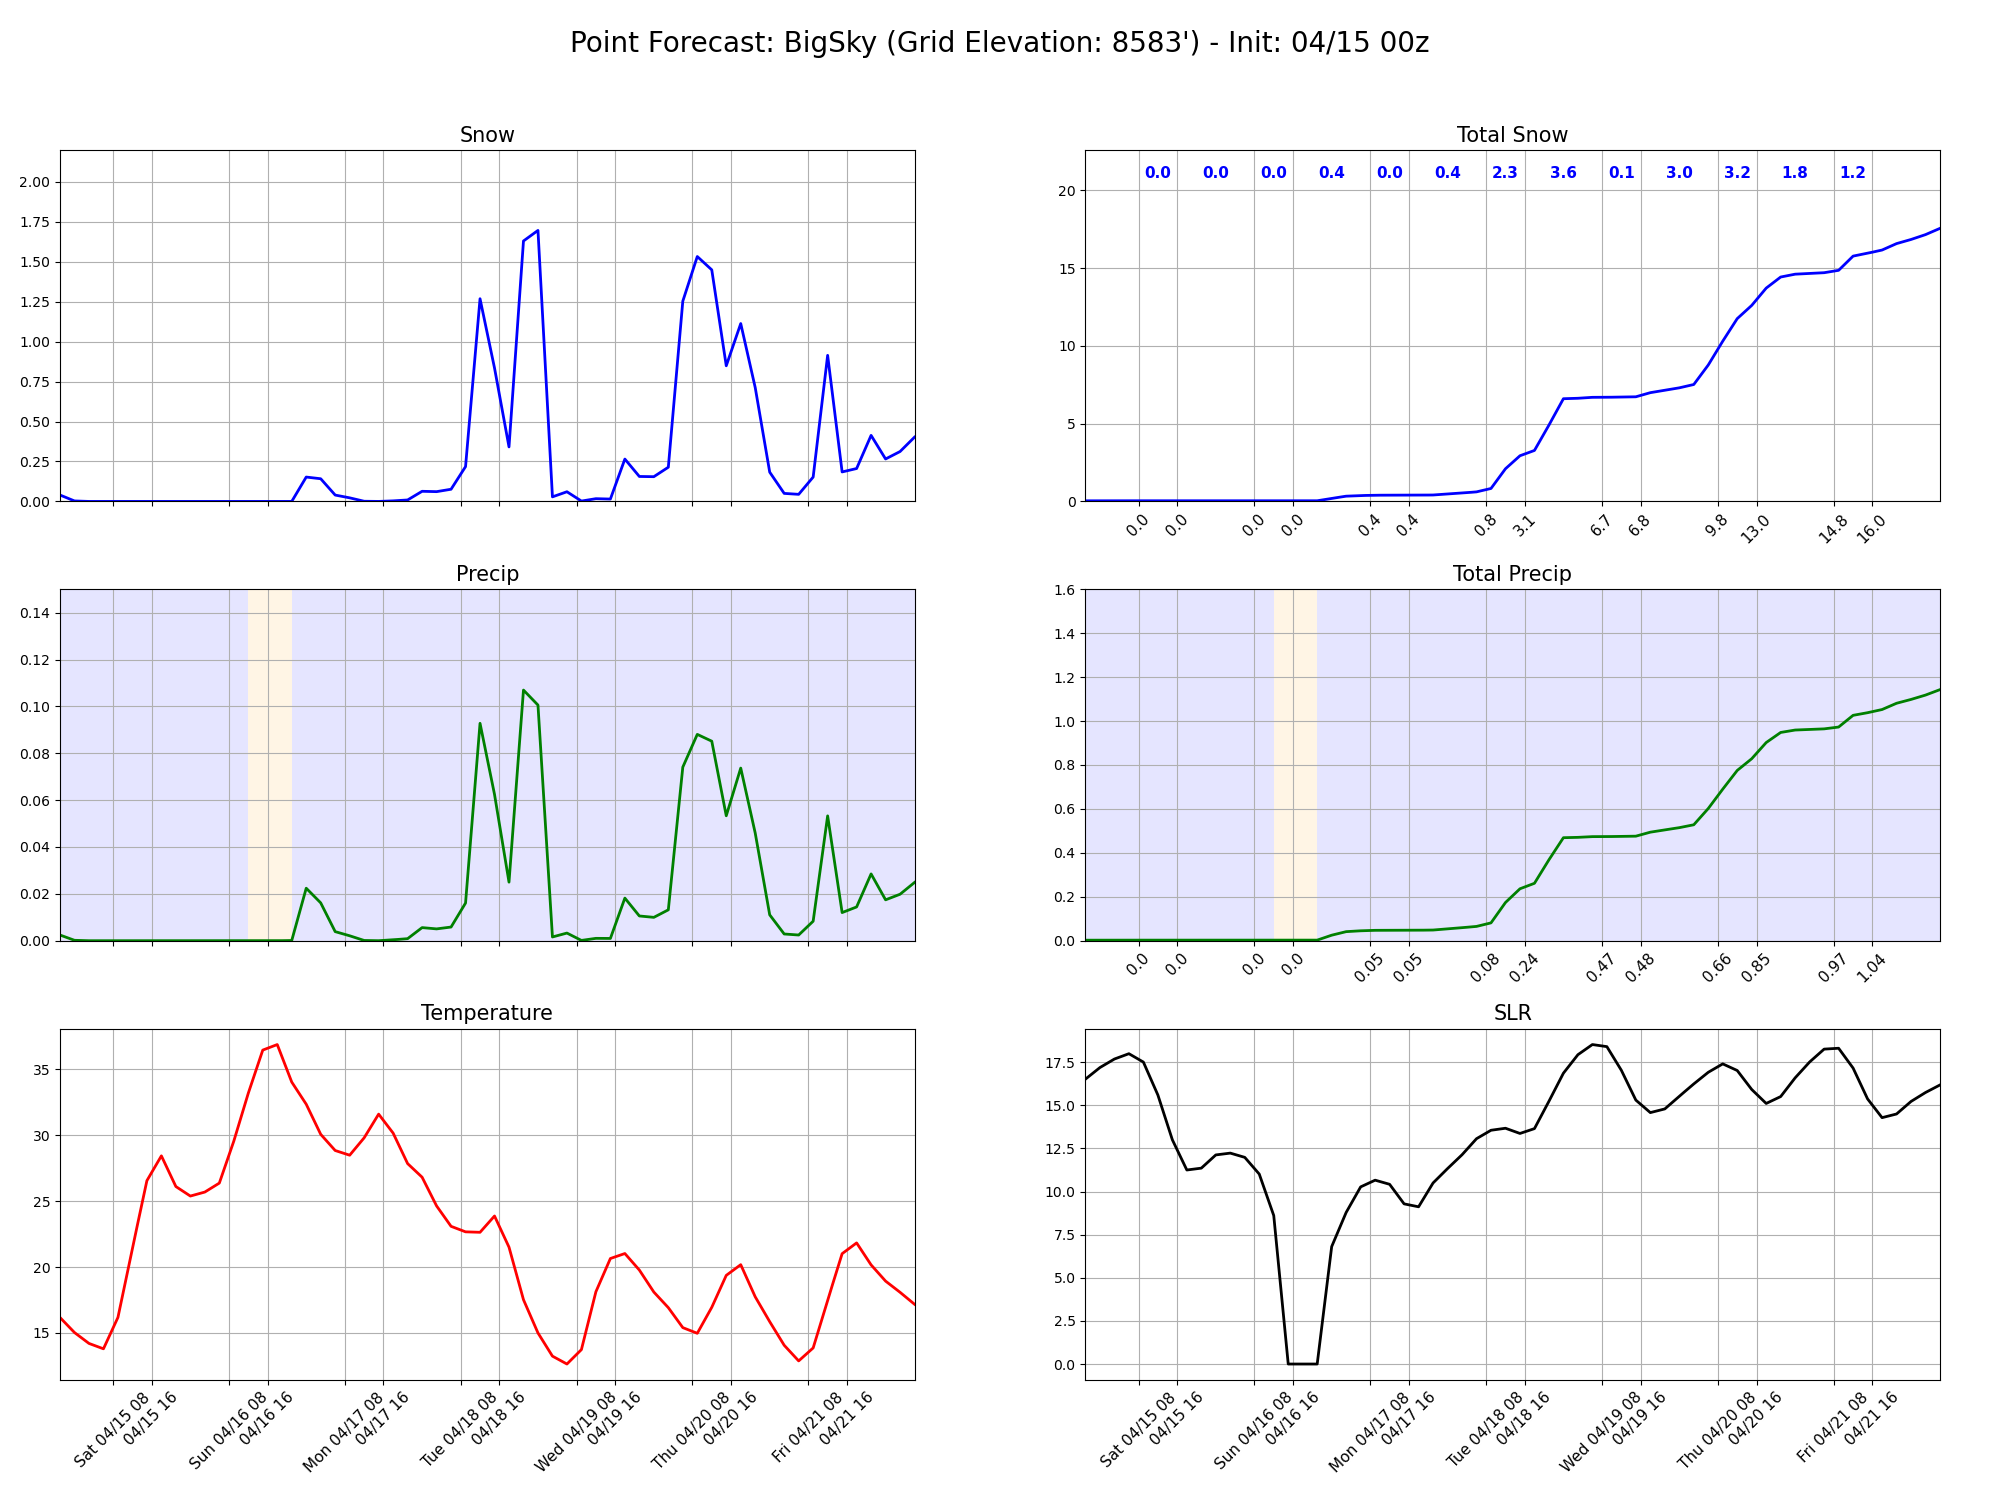 Point Forecast: BigSky (Grid Elevation: 8583') - Init: 04/15 00z
Snow
2.00
1.75
1.50
1.25
1.00
0.75
0.50
0.25
0.00
Total Snow
0.0 0.0 0.0 0.4 0.0 0.4 2.3 3.6 0.1 3.0 3.2 1.8 1.2
20
15
10
5
0
0.0 0.0 0.0 0.0 0.4 0.4 0.8 3.1 6.7 6.8 9.8 13.0 14.8 16.0
Precip
0.14
0.12
0.10
0.08
0.06
0.04
0.02
0.00
Total Precip
1.6
1.4
1.2
1.0
0.8
0.6
0.4
0.2
0.0
0.0 0.0 0.0 0.0 0.05 0.05 0.08 0.24 0.47 0.48 0.66 0.85 0.97 1.04
Temperature
35
30
25
20
15
Sat 04/15 08
04/15 16
Sun 04/16 08
04/16 16
Mon 04/17 08
04/17 16
Tue 04/18 08
04/18 16
Wed 04/19 08
04/19 16
Thu 04/20 08
04/20 16
Fri 04/21 08
04/21 16
SLR
17.5
15.0
12.5
10.0
7.5
5.0
2.5
0.0
Sat 04/15 08
04/15 16
Sun 04/16 08
04/16 16
Mon 04/17 08
04/17 16
Tue 04/18 08
04/18 16
Wed 04/19 08
04/19 16
Thu 04/20 08
04/20 16
Fri 04/21 08
04/21 16